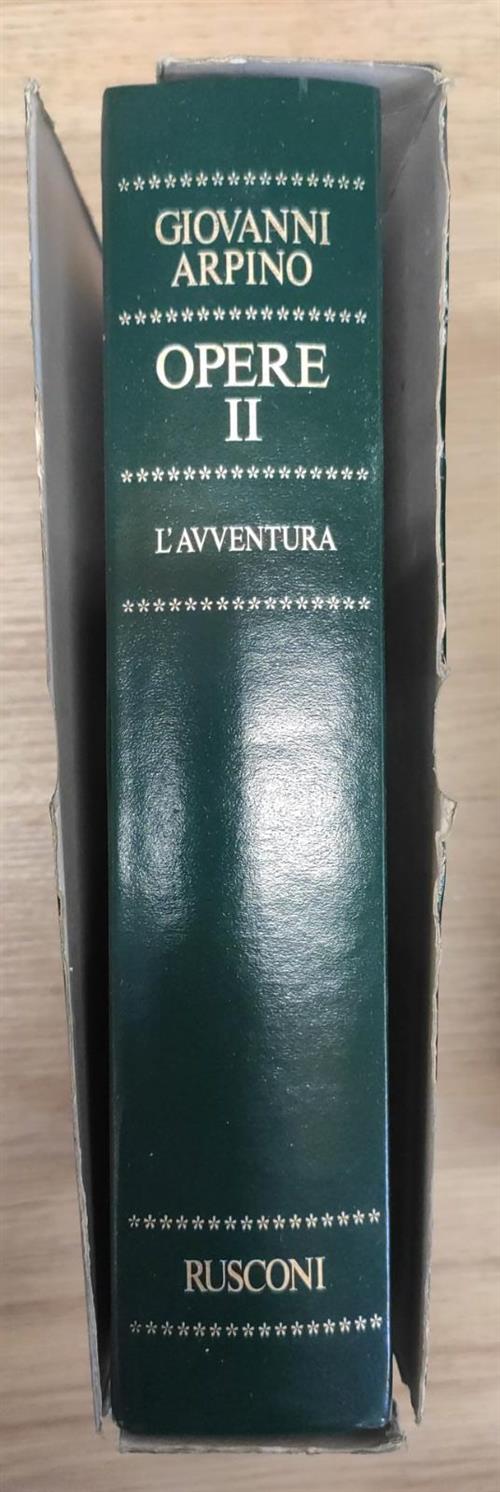 GIOVANNI
ARPINO
OPERE
II
L'AVVENTURA
RUSCONI